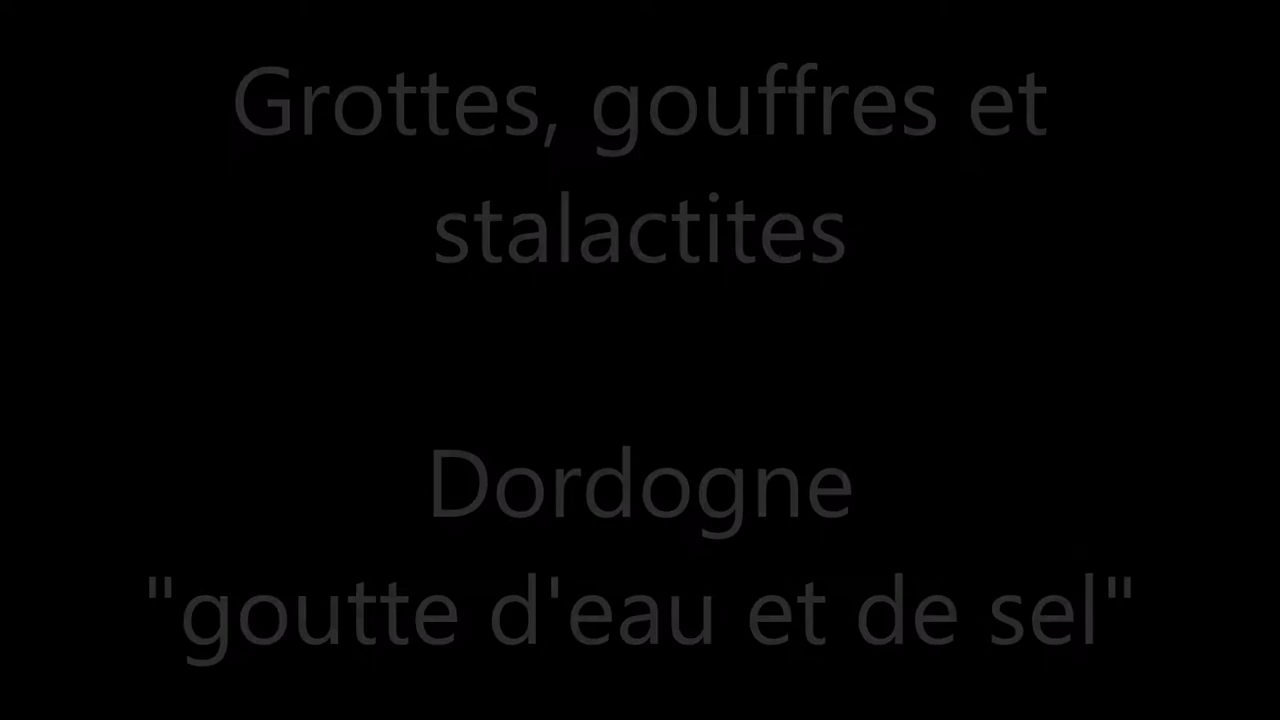 Grottes, gouffres et
stalactites
Dordogne
"goutte d'eau et de sel"